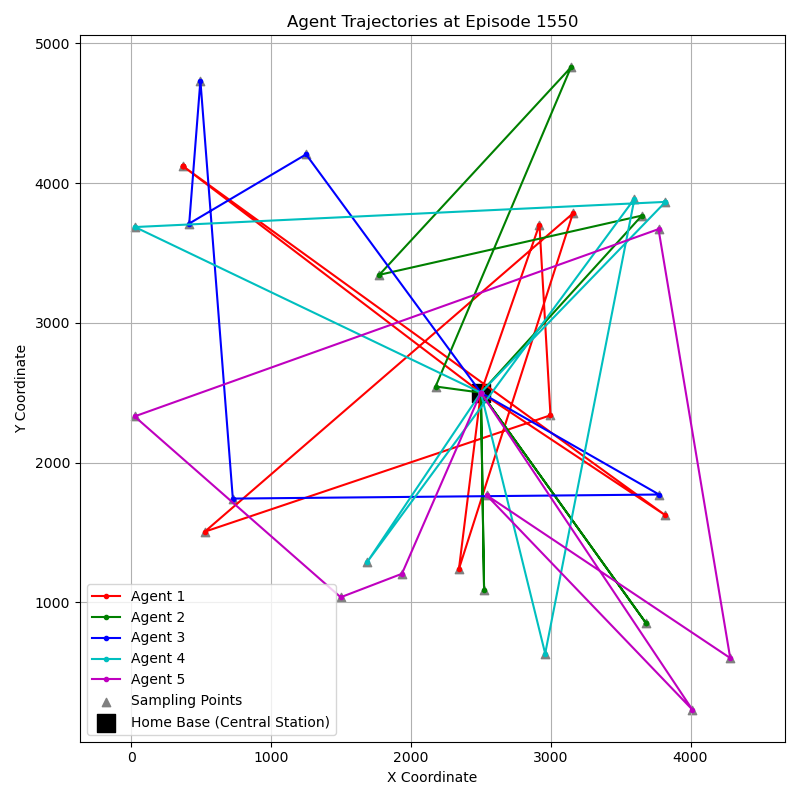 Agent Trajectories at Episode 1550
Y Coordinate
5000
4000
3000
2000
1000
Agent 1
Agent 2
Agent 3
Agent 4
Agent 5
Sampling Points
Home Base (Central Station)
0
1000
2000
3000
4000
X Coordinate